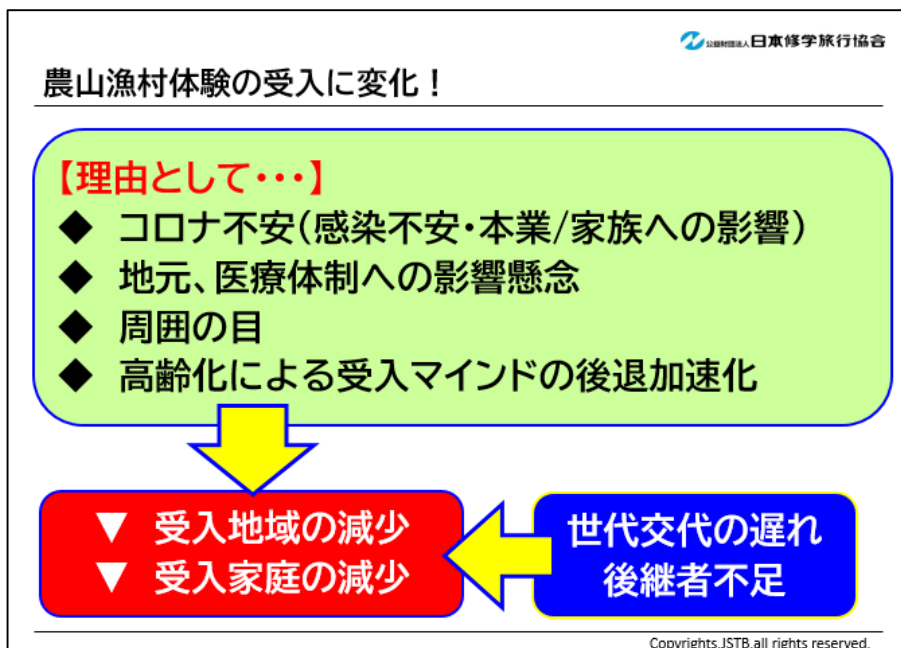 公益財団法人日本修学旅行協会
農山漁村体験の受入に変化！
【理由として・・・】
◆ コロナ不安（感染不安・本業/家族への影響）
◆ 地元、医療体制への影響懸念
◆ 周囲の目
◆ 高齢化による受入マインドの後退加速化
▼ 受入地域の減少
▼ 受入家庭の減少
世代交代の遅れ
後継者不足
Copyrights.JSTB.all rights reserved.